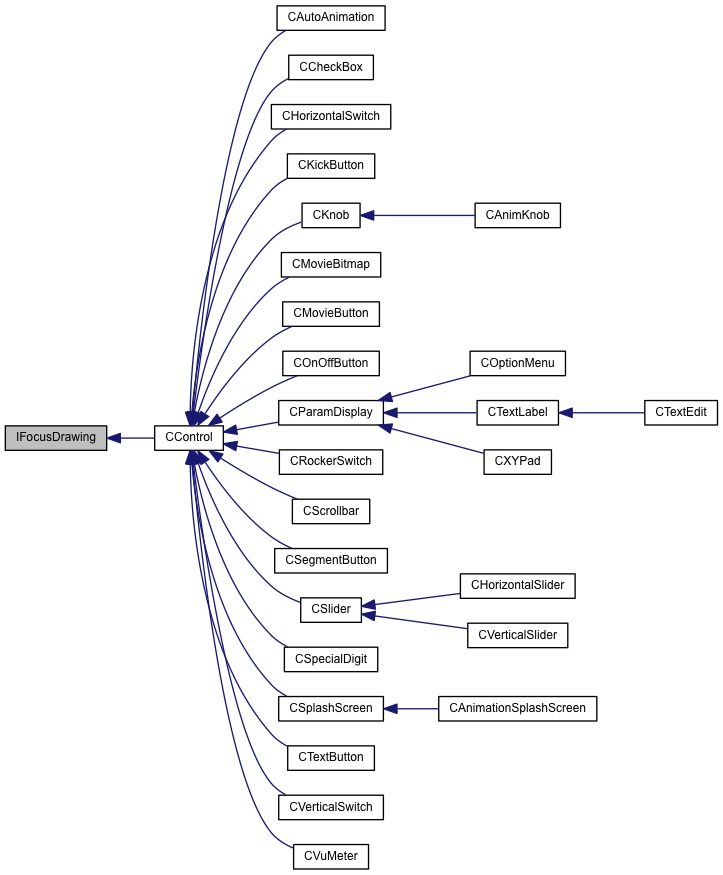 CAutoAnimation
CCheckBox
CHorizontalSwitch
CKickButton
CKnob
CAnimKnob
CMovieBitmap
CMovieButton
COnOffButton
COptionMenu
CParamDisplay
CTextLabel
CTextEdit
IFocusDrawing
CControl
CRockerSwitch
CXYPad
CScrollbar
CSegmentButton
CHorizontalSlider
CSlider
CVerticalSlider
CSpecialDigit
CSplashScreen
CAnimationSplashScreen
CTextButton
CVerticalSwitch
CVuMeter